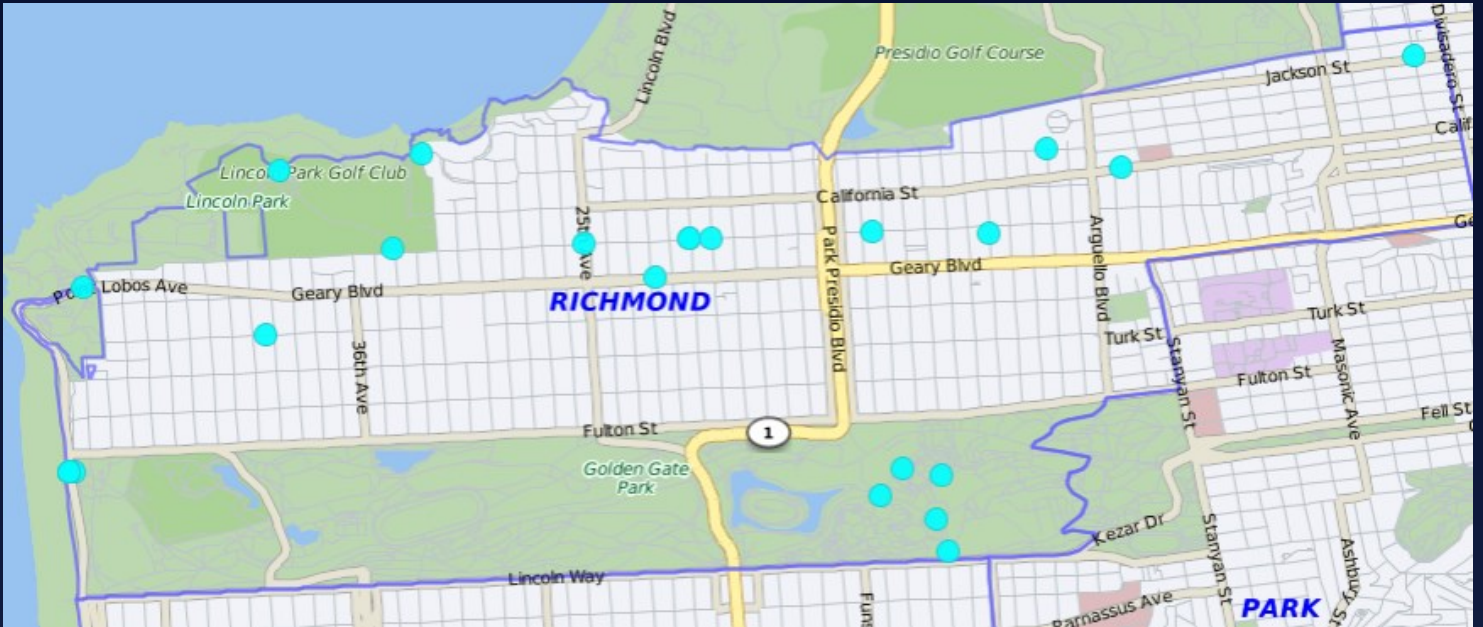 Lincoln Blvd
Presidio Golf Course
Divisadero St
Jackson St
Calif
Lincoln Park Golf Club
Lincoln Park
California St
25th Ave
Park Presidio Blvd
Arguello Blvd
Ge
Lobos Ave
Geary Blvd
Geary Blvd
RICHMOND
Turk St
Turk St
Stanyan St
Masonic Ave
36th Ave
Fulton St
Fell St
Fulton St
1
Golden Gate
Park
Kezar Dr
Stanyan St
Ashbury St
Lincoln Way
Funs
Parnassus Ave
PARK